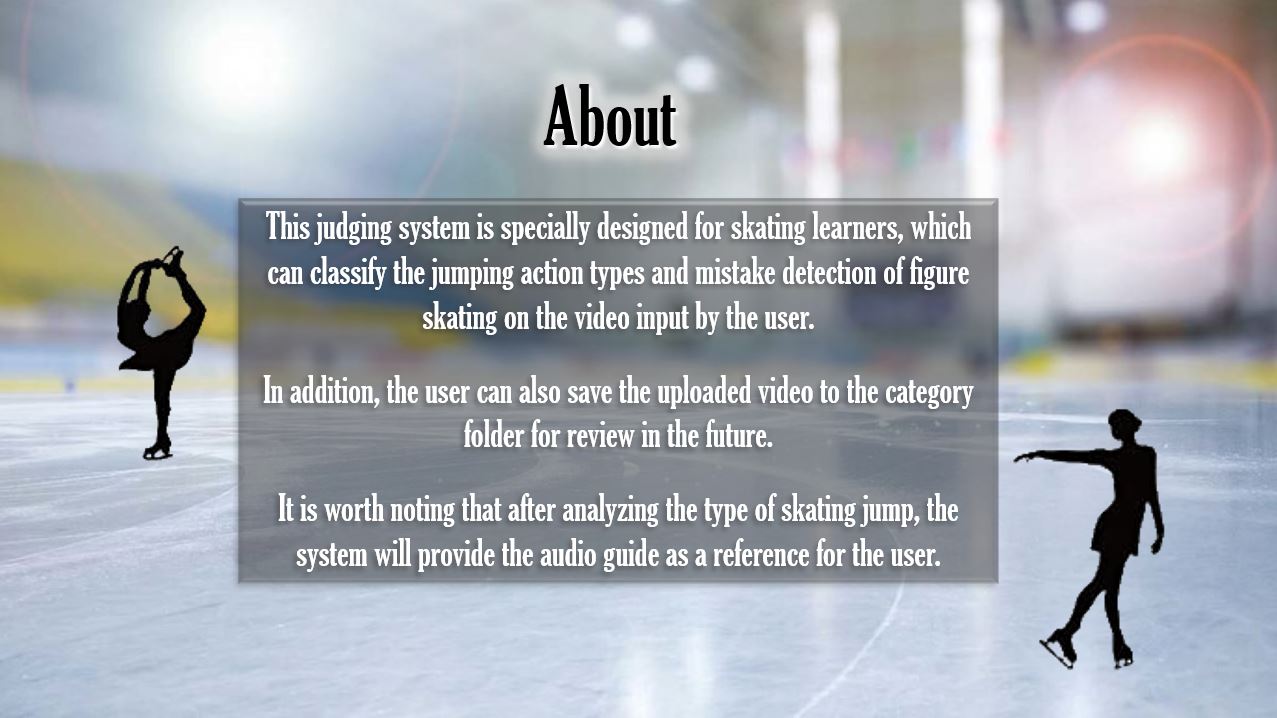 About
This judging system is specially designed for skating learners, which
can classify the jumping action types and mistake detection of figure
skating on the video input by the user.
In addition, the user can also save the uploaded video to the category
folder for review in the future.
It is worth noting that after analyzing the type of skating jump, the
system will provide the audio guide as a reference for the user.